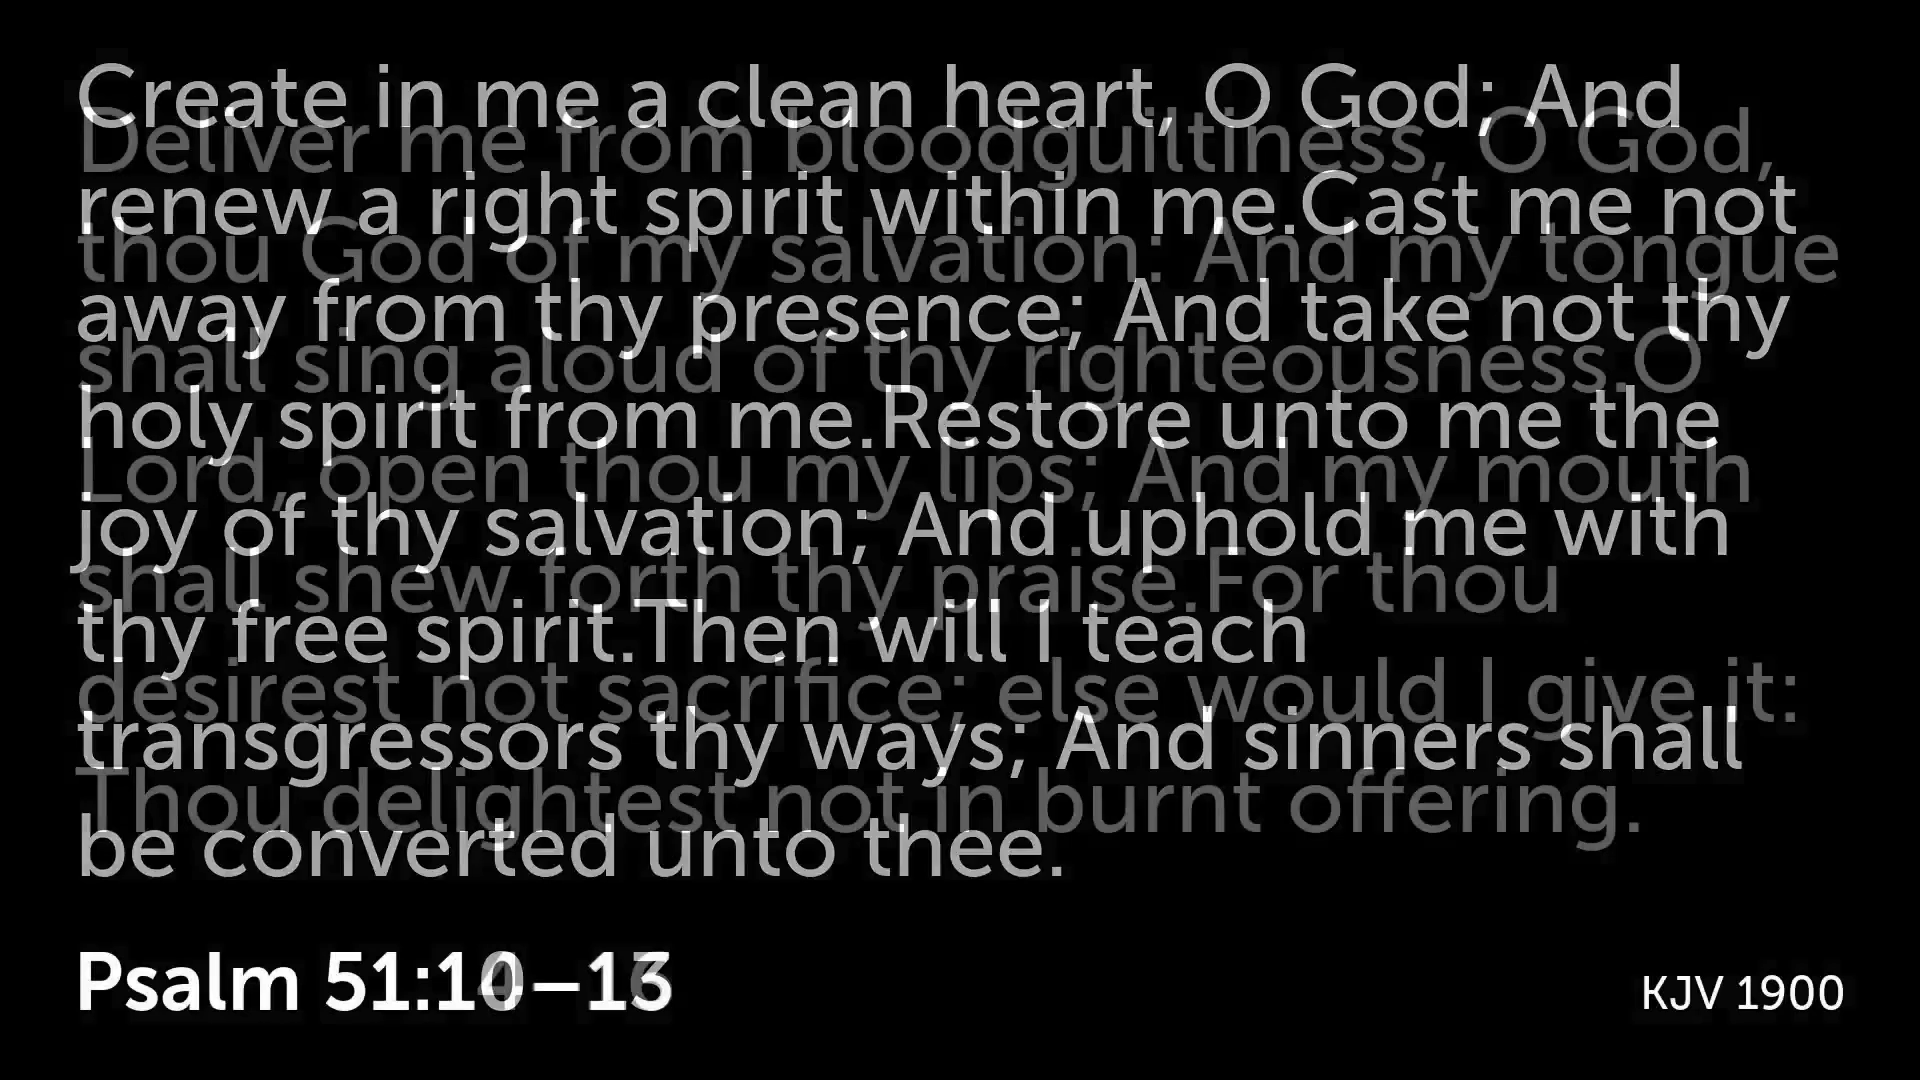 Create in me a clean heart, O God; And
renew a right spirit within me.Cast me not
away from thy presence; And take not thy
holy spirit from me.Restore unto me the
joy of thy salvation; And uphold me with
thy free spirit.Then will I teach
transgressors thy ways; And sinners shall
be converted unto thee.
Deliver me from bloodguiltiness, O God,
thou God of my salvation: And my tongue
shall sing aloud of thy righteousness.O
Lord, open thou my lips; And my mouth
shall shew forth thy praise.For thou
desirest not sacrifice; else would I give it:
Thou delightest not in burnt offering.
Psalm 51:10–13
Psalm 51:14–16
KJV 1900